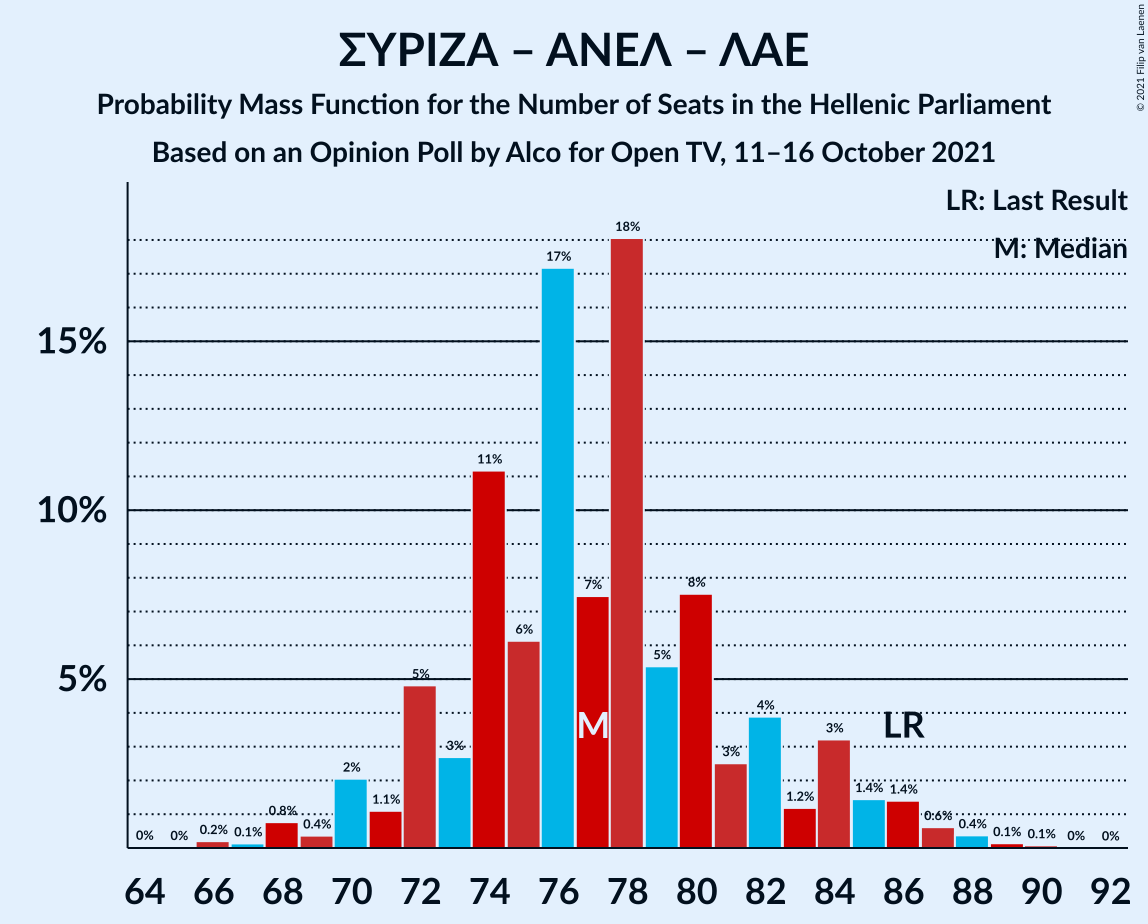 ΣΥΡΙΖΑ – ΑΝΕΛ – ΛΑΕ
Probability Mass Function for the Number of Seats in the Hellenic Parliament
Based on an Opinion Poll by Alco for Open TV, 11–16 October 2021
© 2021 Filip van Laenen
LR: Last Result
M: Median
15%
10%
5%
0% 0% 0.2% 0.1% 0.8% 0.4% 2% 1.1% 5% 3% 11% 6% 17% 7% 18% 5% 8% 3% 4% 1.2% 3% 1.4% 1.4% 0.6% 0.4% 0.1% 0.1% 0% 0%
M
LR
64 66 68 70 72 74 76 78 80 82 84 86 88 90 92